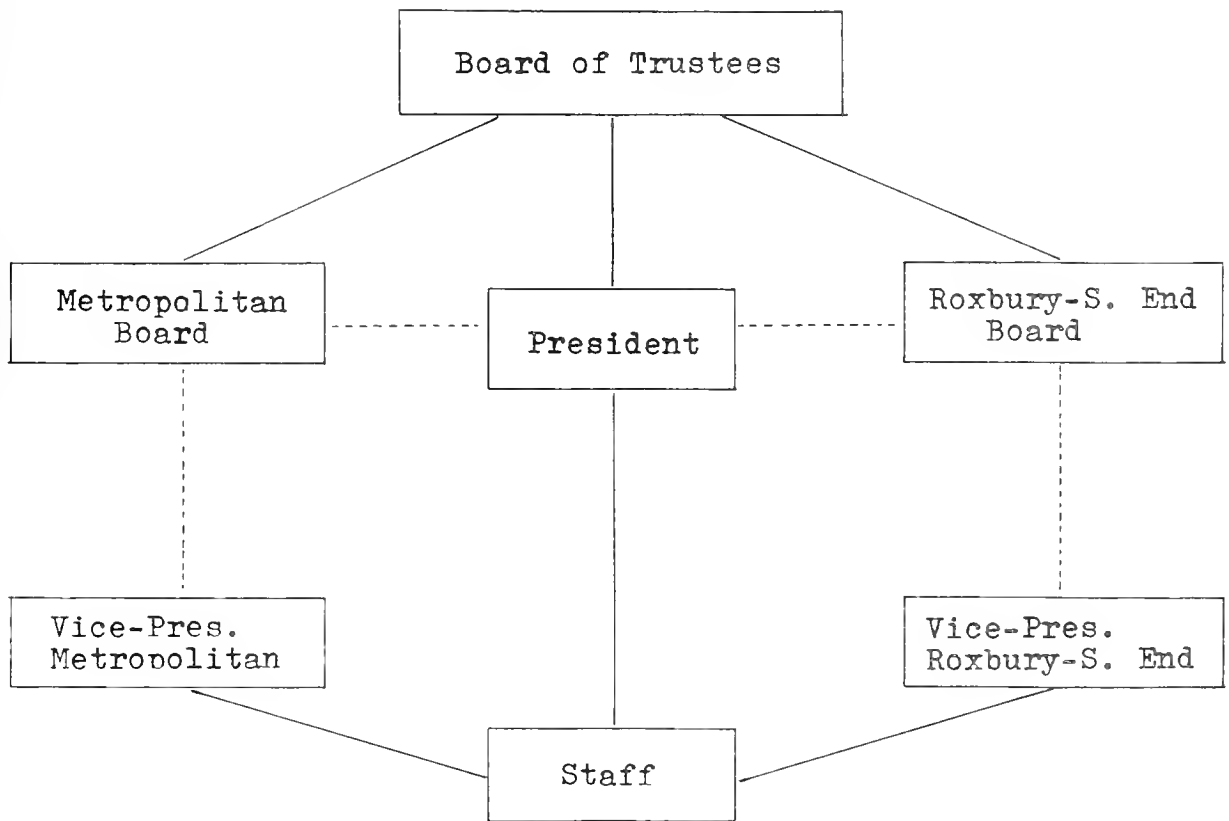 Board of Trustees
Metropolitan
Board
President
Roxbury-S. End
Board
Vice-Pres.
Metropolitan
Vice-Pres.
Roxbury-S. End
Staff